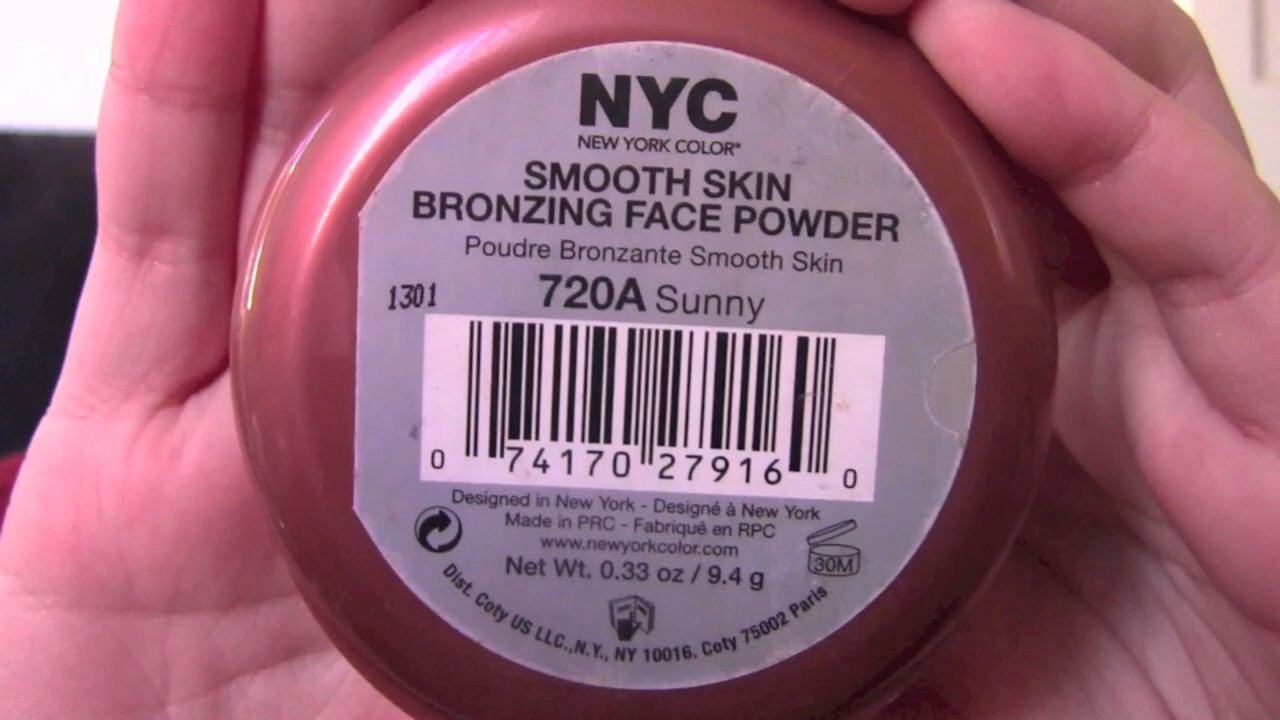 NYC
NEW YORK COLOR®
SMOOTH SKIN
BRONZING FACE POWDER
Poudre Bronzante Smooth Skin
1301 720A Sunny
0 74170 27916 0
Designed in New York - Designé à New York
Made in PRC - Fabriqué en RPC
www.newyorkcolor.com
30M
Net Wt. 0.33 oz / 9.4 g
Dist. Coty US LLC.,N.Y., NY 10016. Coty 75002 Paris